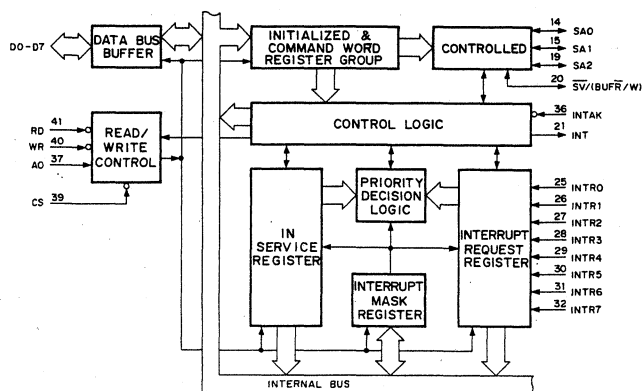 14 SA0
15 SA1
19 SA2
20 SV/(BUFR/W)
D0-D7
DATA BUS
BUFFER
INITIALIZED &
COMMAND WORD
REGISTER GROUP
CONTROLLED
RD 41
WR 40
AO 37
CS 39
READ/
WRITE
CONTROL
CONTROL LOGIC
36 INTAK
21 INT
IN
SERVICE
REGISTER
PRIORITY
DECISION
LOGIC
INTERRUPT
MASK
REGISTER
INTERRUPT
REQUEST
REGISTER
25 INTR0
26 INTR1
27 INTR2
28 INTR3
29 INTR4
30 INTR5
31 INTR6
32 INTR7
INTERNAL BUS